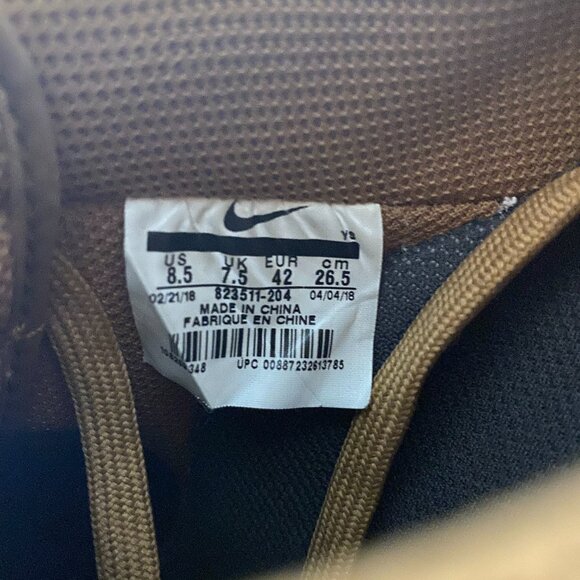 YS
US UK EUR cm
8.5 7.5 42 26.5
02/21/18 823511-204 04/04/18
MADE IN CHINA
FABRIQUE EN CHINE
UPC 00887232613785